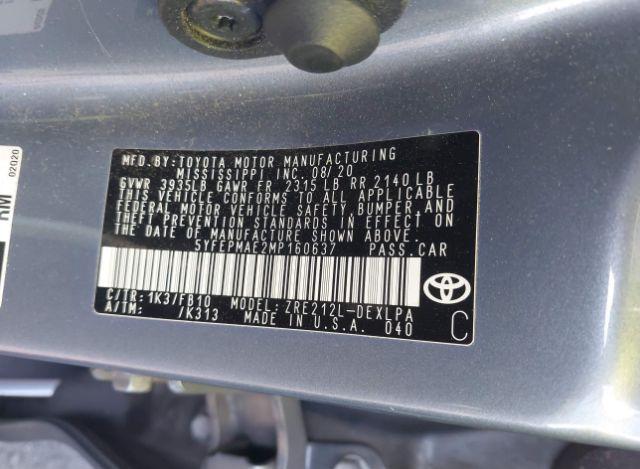 MFD. BY:TOYOTA MOTOR MANUFACTURING
MISSISSIPPI INC. 08/20
GVWR 3935LB GAWR FR 2315 LB RR 2140 LB
THIS VEHICLE CONFORMS TO ALL APPLICABLE
FEDERAL MOTOR VEHICLE SAFETY, BUMPER AND
THEFT PREVENTION STANDARDS IN EFFECT ON
THE DATE OF MANUFACTURE SHOWN ABOVE.
5YFEPMAE2MP160637 PASS.CAR
C/TR: 1K3/FB10 MODEL: ZRE212L-DEXLPA
A/TM: /K313 MADE IN U.S.A. 040
C
02020
RM